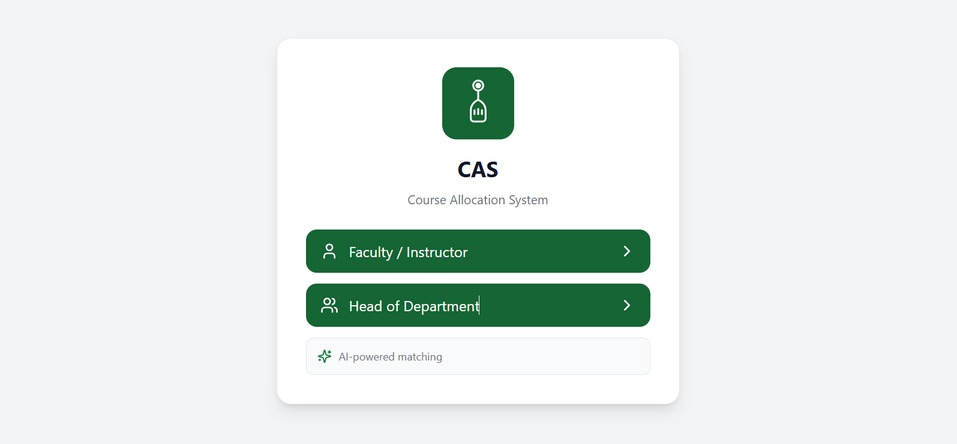 CAS
Course Allocation System
Faculty / Instructor
Head of Department
AI-powered matching